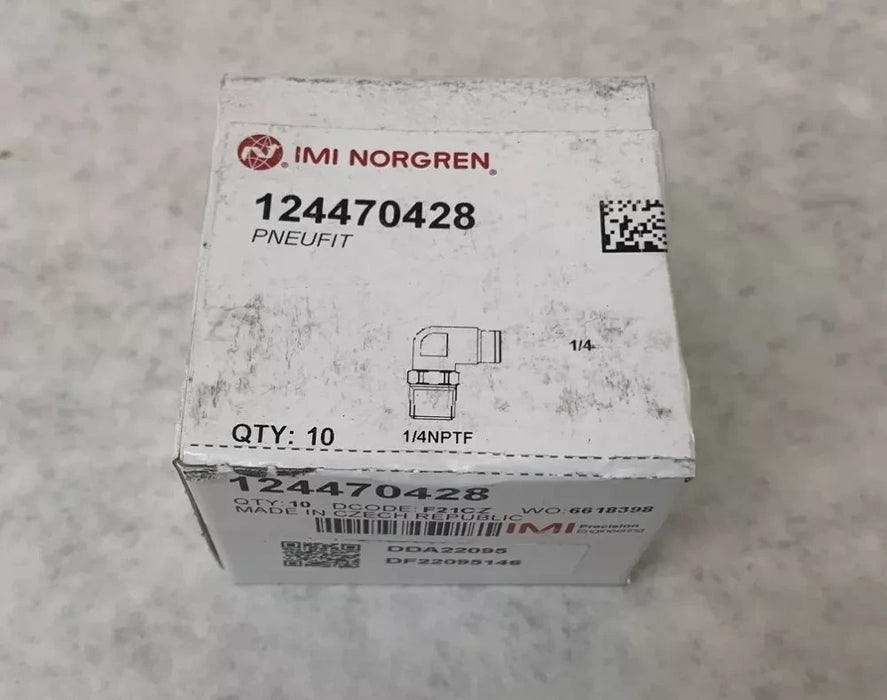 IMI NORGREN®
124470428
PNEUFIT
1/4
QTY: 10
1/4NPTF
124470428
QTY: 10 DCODE: F21CZ WO:6618398
MADE IN CZECH REPUBLIC
IMI Precision Engineering
DDA22095
DF22095146